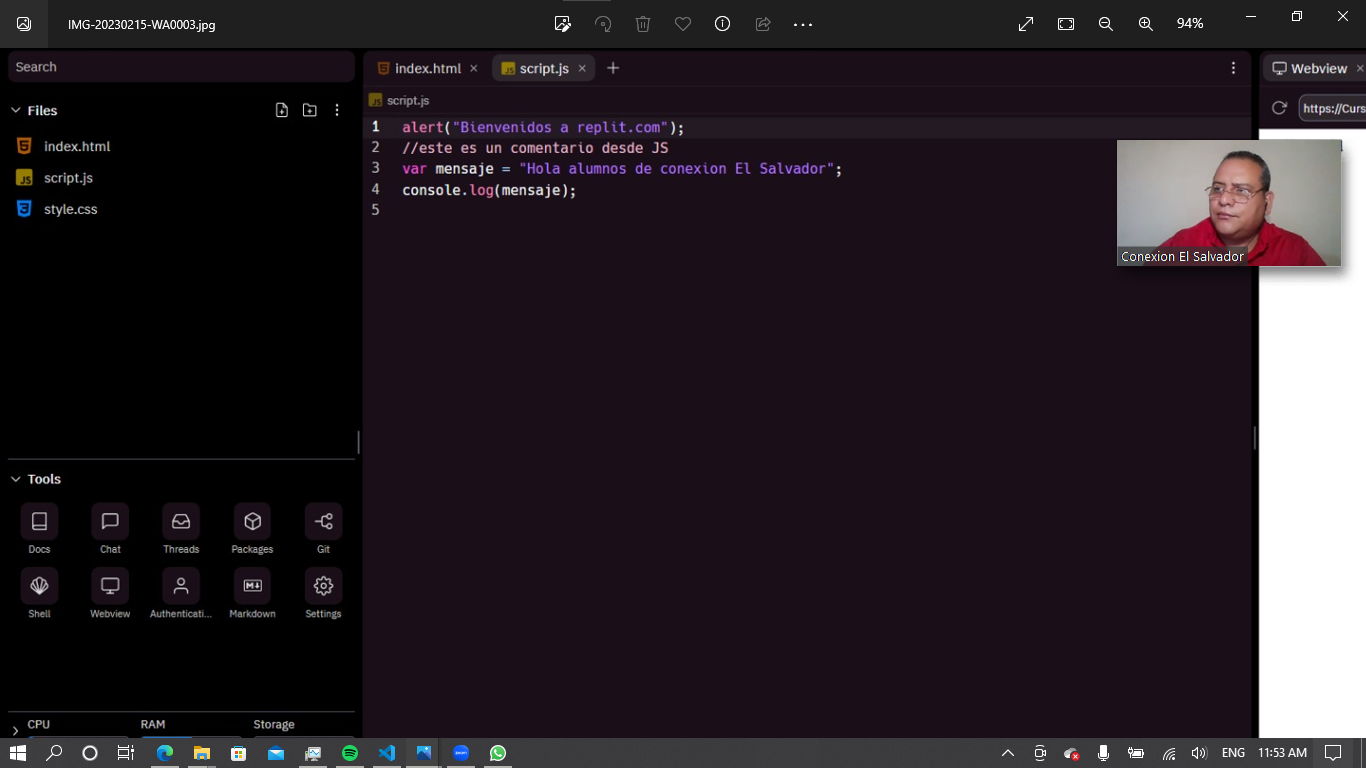 IMG-20230215-WA0003.jpg
94%
Search
Files
index.html
script.js
style.css
Tools
Docs Chat Threads Packages Git
Shell Webview Authenticati... Markdown Settings
CPU RAM Storage
index.html script.js
script.js
1 alert("Bienvenidos a replit.com");
2 //este es un comentario desde JS
3 var mensaje = "Hola alumnos de conexion El Salvador";
4 console.log(mensaje);
5
Webview
https://Curs
Conexion El Salvador
ENG 11:53 AM